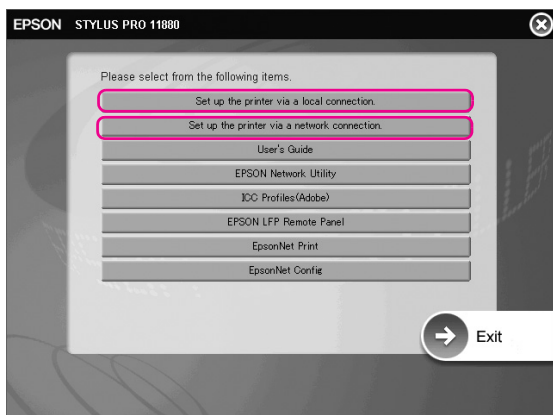 EPSON STYLUS PRO 11880
Please select from the following items.
Set up the printer via a local connection.
Set up the printer via a network connection.
User's Guide
EPSON Network Utility
ICC Profiles(Adobe)
EPSON LFP Remote Panel
EpsonNet Print
EpsonNet Config
Exit